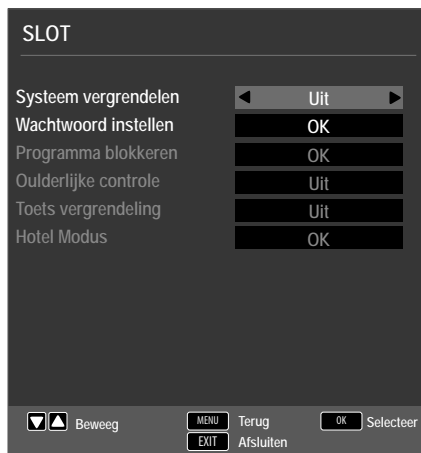 SLOT
Systeem vergrendelen Uit
Wachtwoord instellen OK
Programma blokkeren OK
Oulderlijke controle Uit
Toets vergrendeling Uit
Hotel Modus OK
Beweeg MENU Terug OK Selecteer
EXIT Afsluiten